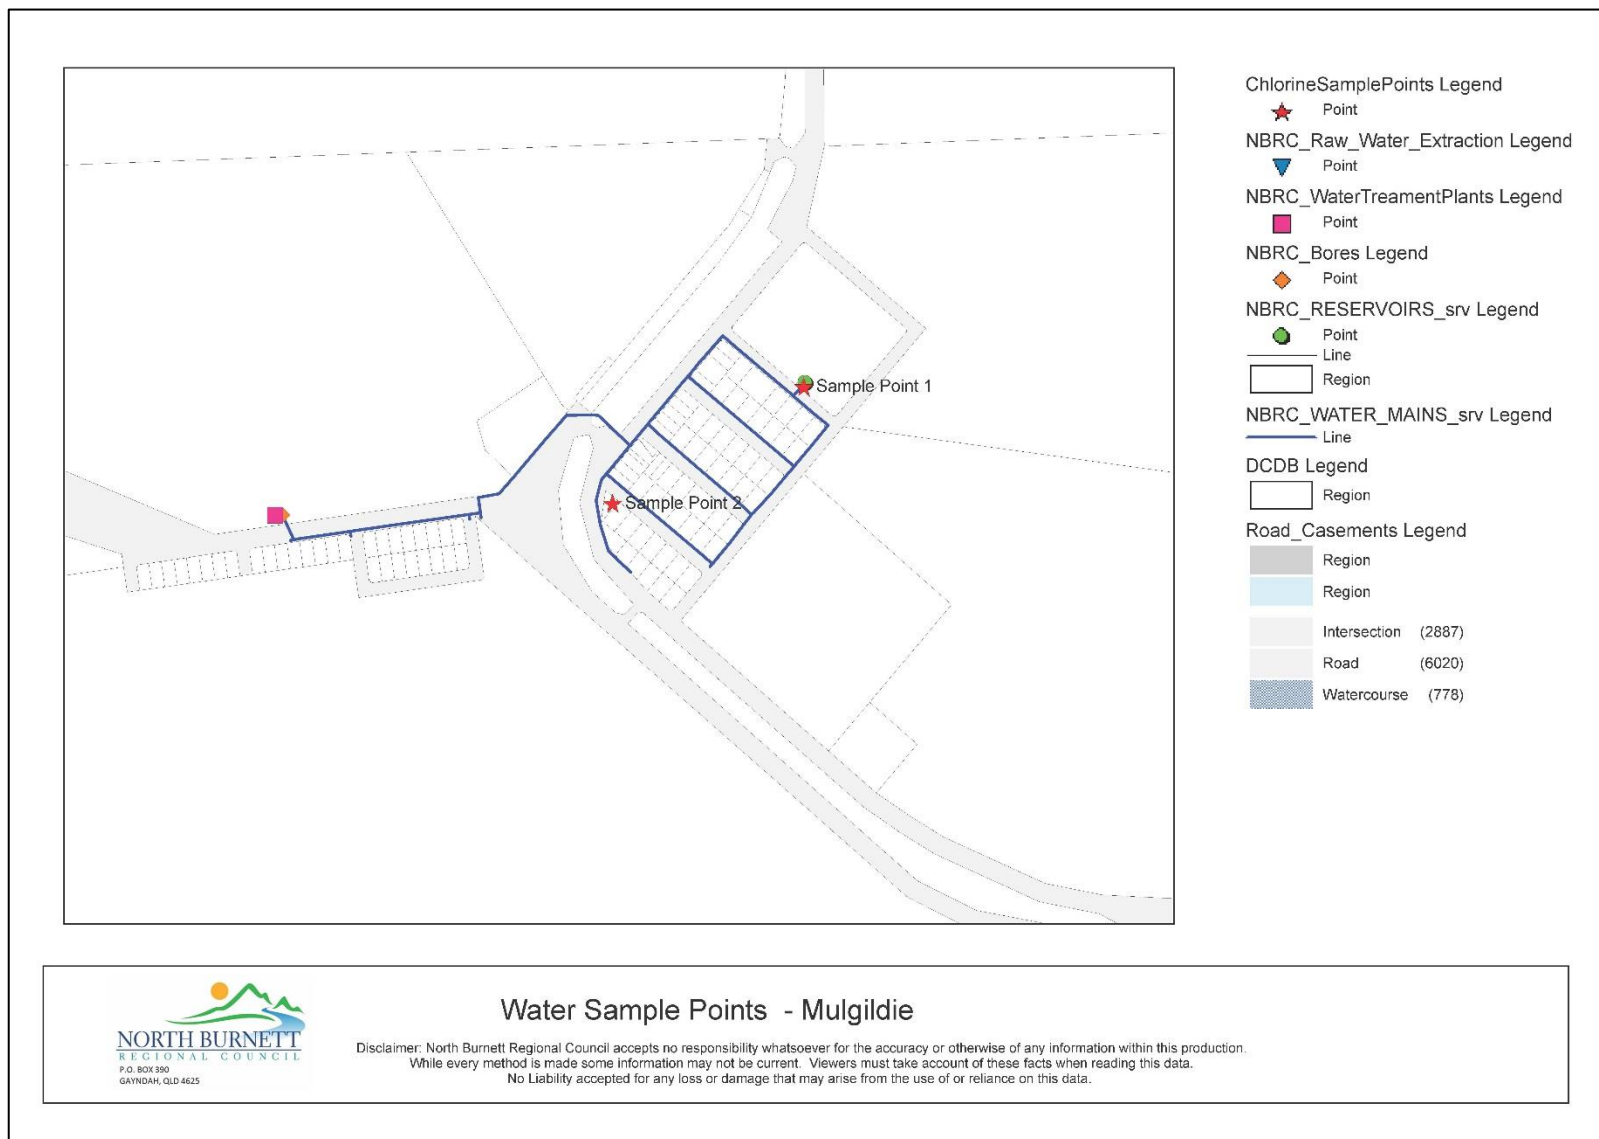 Sample Point 1
Sample Point 2
ChlorineSamplePoints Legend
Point
NBRC_Raw_Water_Extraction Legend
Point
NBRC_WaterTreamentPlants Legend
Point
NBRC_Bores Legend
Point
NBRC_RESERVOIRS_srv Legend
Point
Line
Region
NBRC_WATER_MAINS_srv Legend
Line
DCDB Legend
Region
Road_Casements Legend
Region
Region
Intersection (2887)
Road (6020)
Watercourse (778)
NORTH BURNETT
REGIONAL COUNCIL
P.O. BOX 390
GAYNDAH, QLD 4625
Water Sample Points - Mulgildie
Disclaimer: North Burnett Regional Council accepts no responsibility whatsoever for the accuracy or otherwise of any information within this production.
While every method is made some information may not be current. Viewers must take account of these facts when reading this data.
No Liability accepted for any loss or damage that may arise from the use of or reliance on this data.